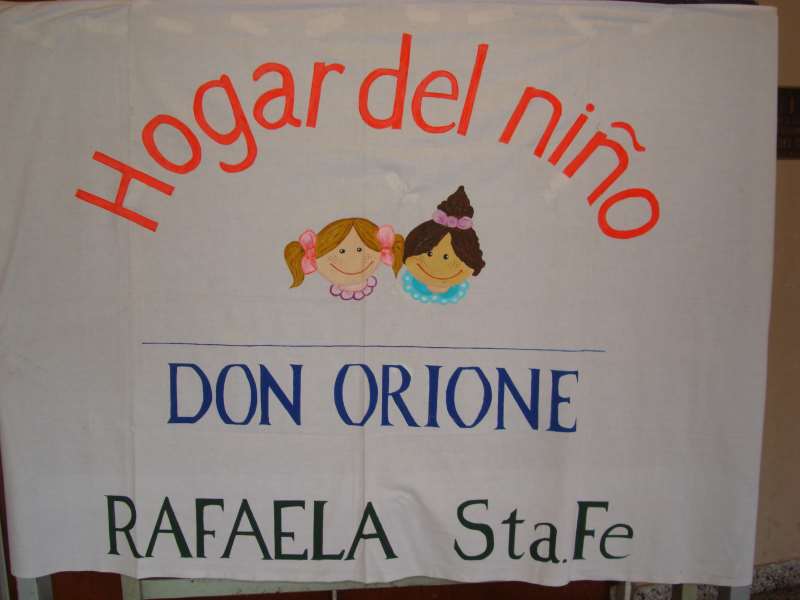 Hogar del niño
DON ORIONE
RAFAELA Sta.Fe